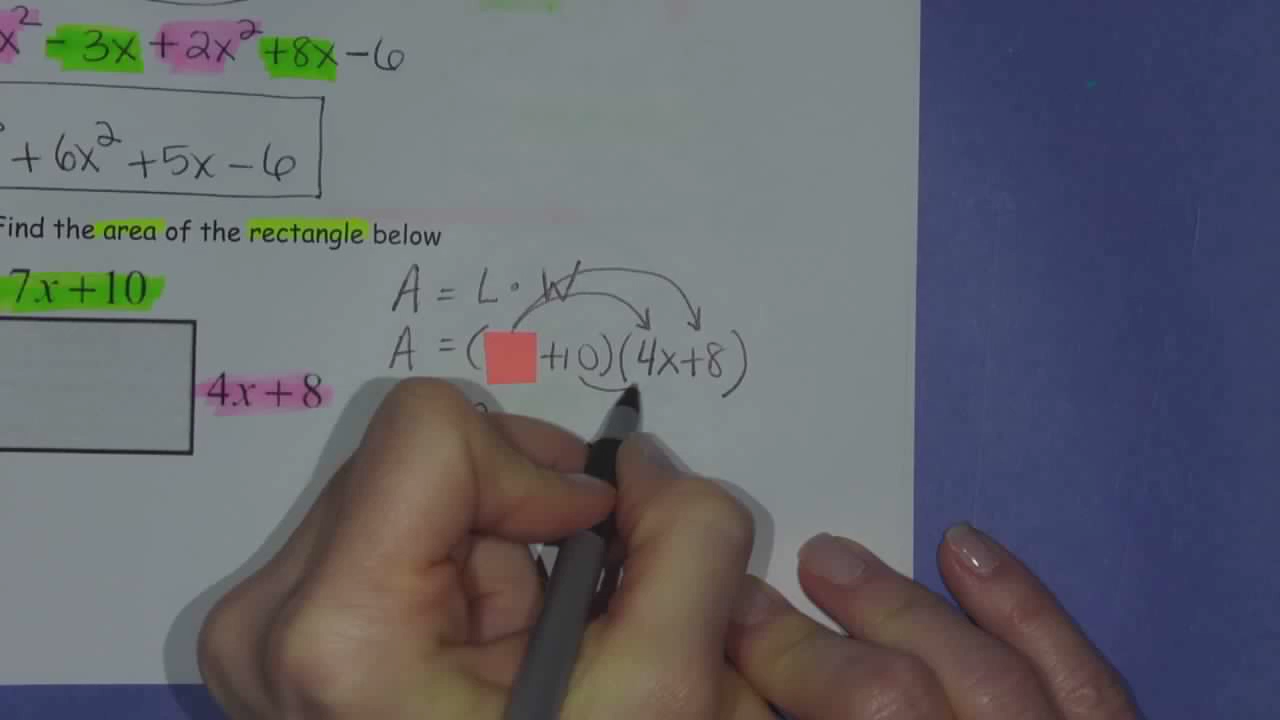 x² - 3x + 2x² + 8x - 6
+ 6x² + 5x - 6
Find the area of the rectangle below
7x + 10
A = L · W
A = ( +10)(4x+8)
4x + 8
2